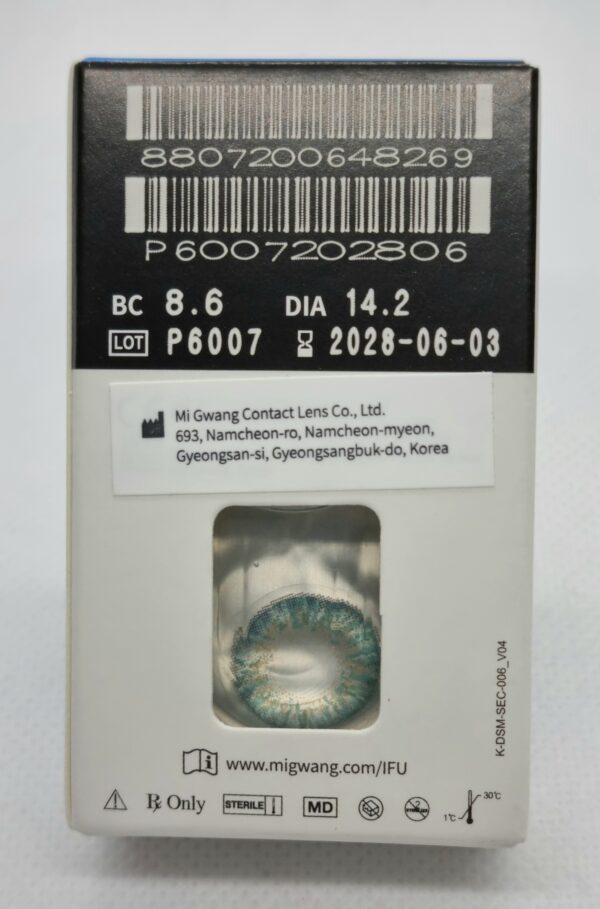 8807200648269
P6007202806
BC 8.6 DIA 14.2
LOT P6007 2028-06-03
Mi Gwang Contact Lens Co., Ltd.
693, Namcheon-ro, Namcheon-myeon,
Gyeongsan-si, Gyeongsangbuk-do, Korea
K-DSM-SEC-006_V04
www.migwang.com/IFU
Rx Only STERILE MD 1℃ 30℃